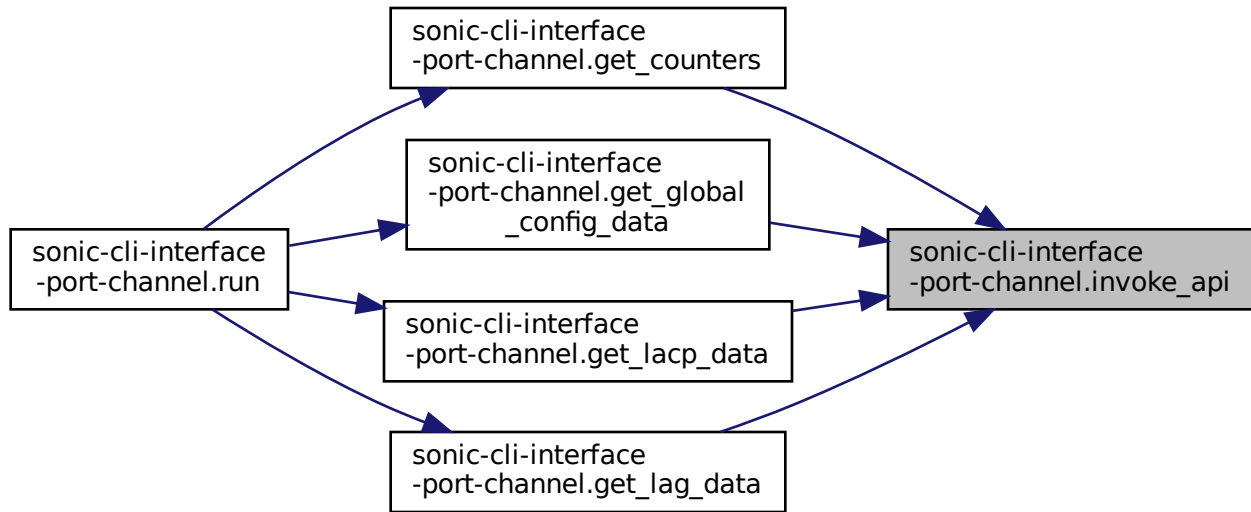 sonic-cli-interface
-port-channel.get_counters
sonic-cli-interface
-port-channel.get_global
_config_data
sonic-cli-interface
-port-channel.run
sonic-cli-interface
-port-channel.invoke_api
sonic-cli-interface
-port-channel.get_lacp_data
sonic-cli-interface
-port-channel.get_lag_data